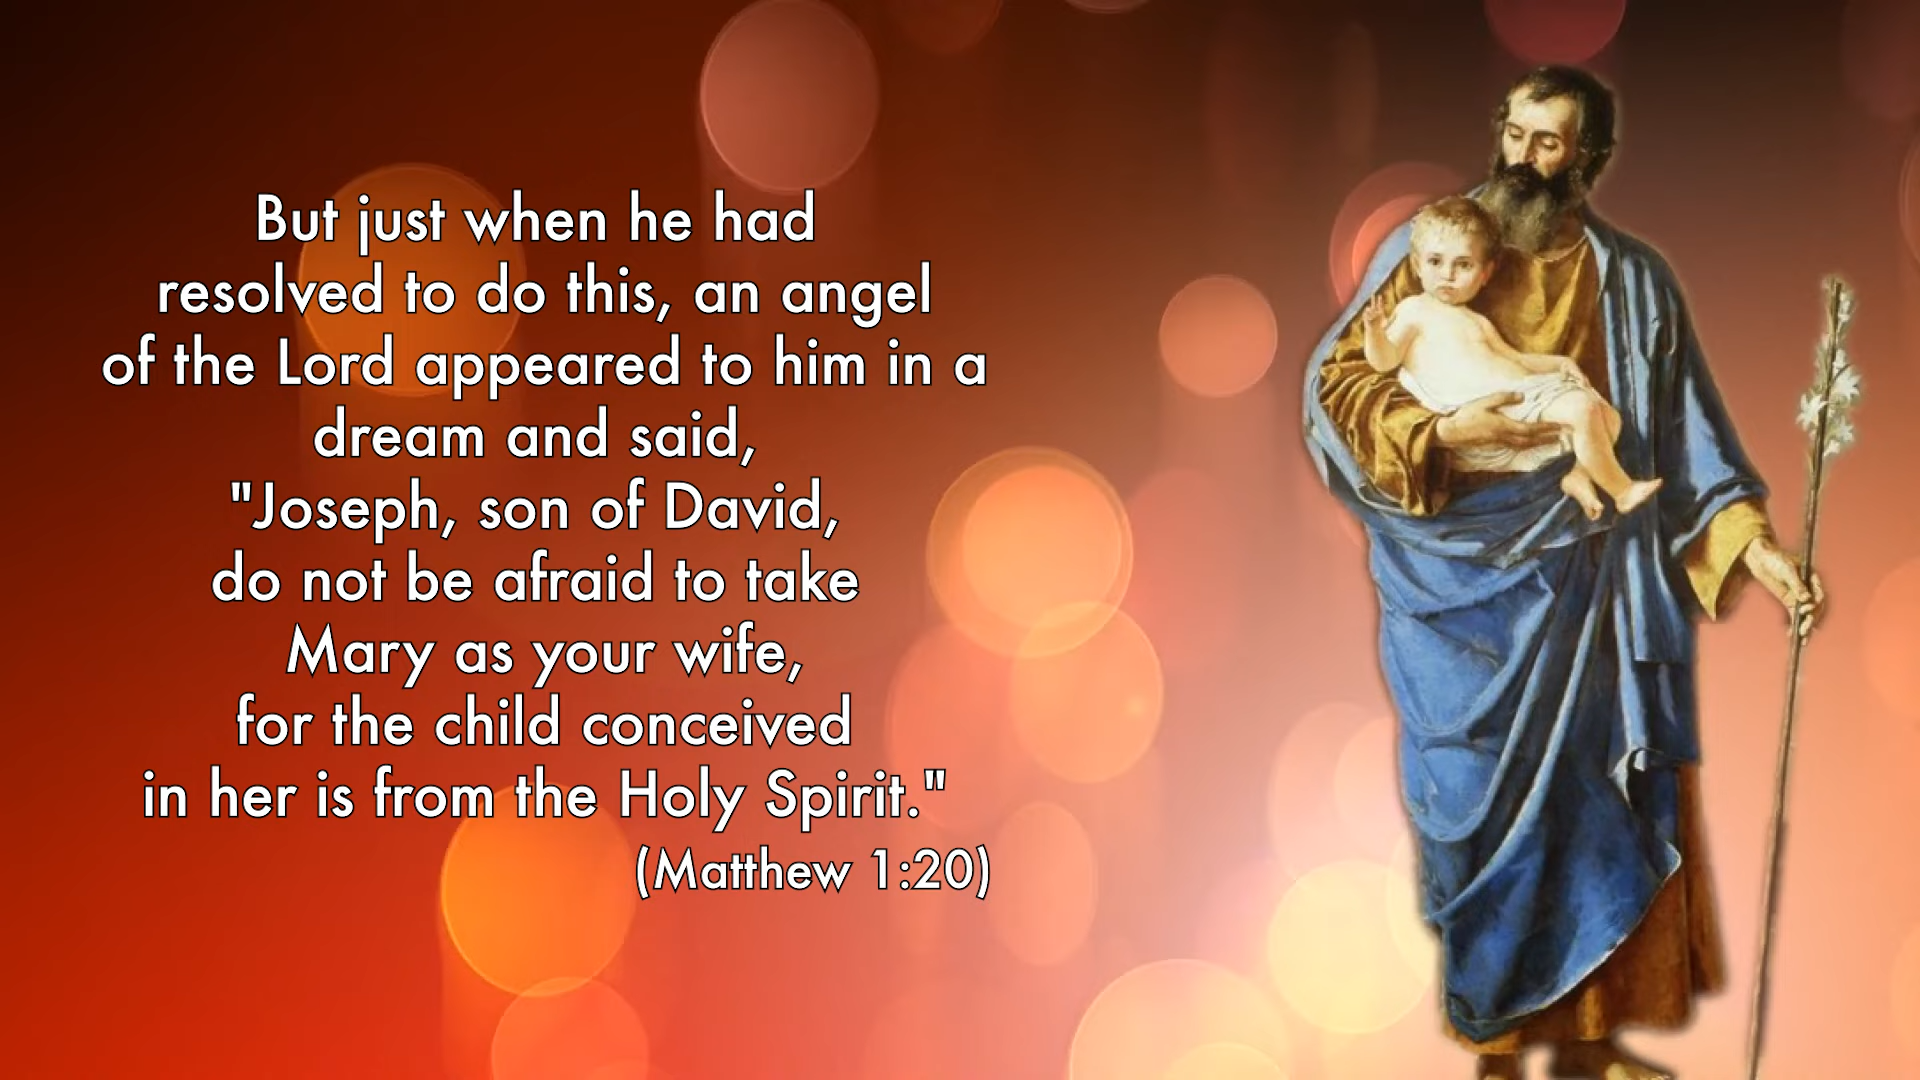 But just when he had
resolved to do this, an angel
of the Lord appeared to him in a
dream and said,
"Joseph, son of David,
do not be afraid to take
Mary as your wife,
for the child conceived
in her is from the Holy Spirit."
(Matthew 1:20)